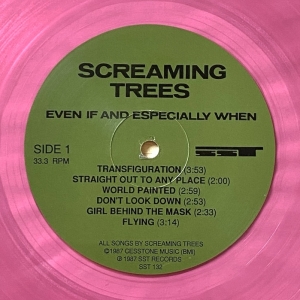 SCREAMING
TREES
EVEN IF AND ESPECIALLY WHEN
SIDE 1
33.3 RPM
SST
TRANSFIGURATION (3:53)
STRAIGHT OUT TO ANY PLACE (2:00)
WORLD PAINTED (2:59)
DON'T LOOK DOWN (3:53)
GIRL BEHIND THE MASK (2:33)
FLYING (3:14)
ALL SONGS BY SCREAMING TREES
©1987 CESSTONE MUSIC (BMI)
℗ 1987 SST RECORDS
SST 132